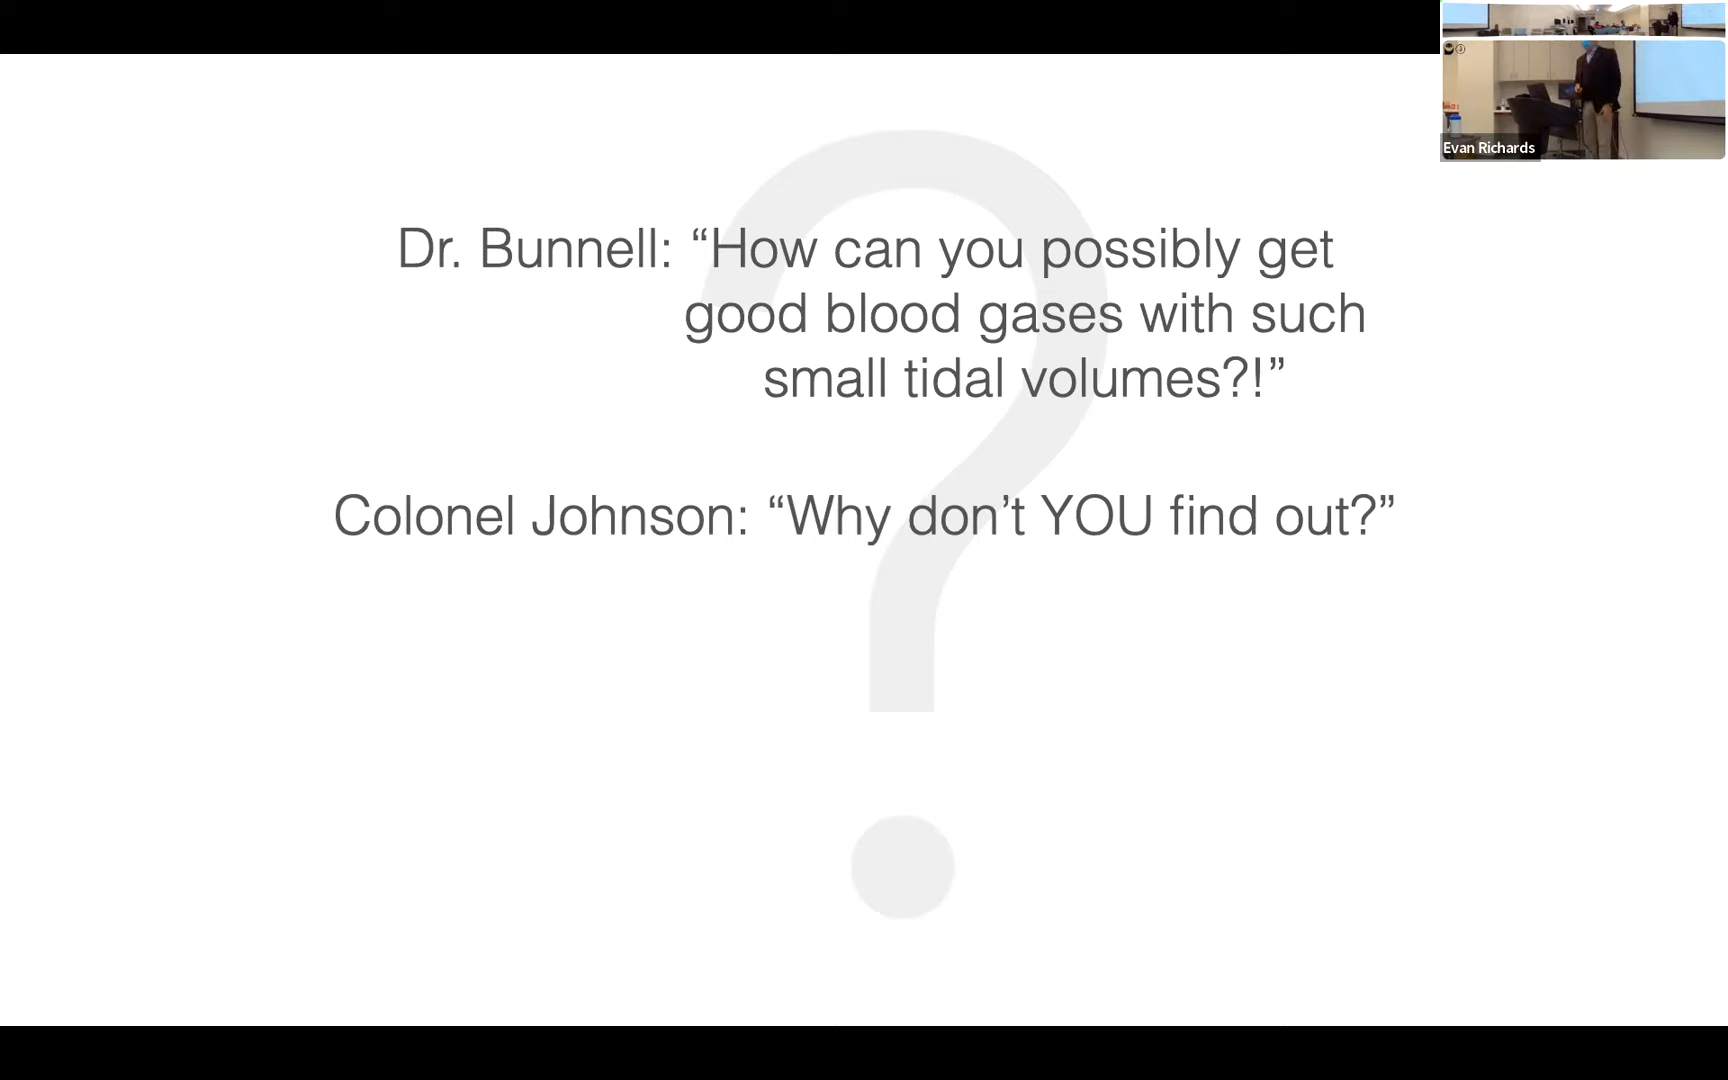 Dr. Bunnell: “How can you possibly get
good blood gases with such
small tidal volumes?!”
Colonel Johnson: “Why don’t YOU find out?”
Evan Richards